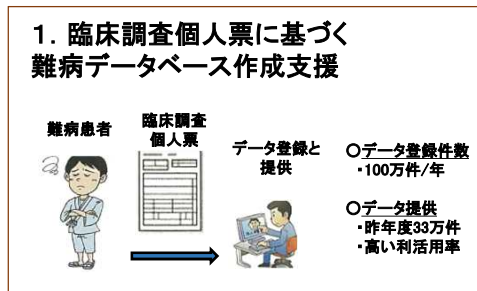 1. 臨床調査個人票に基づく
難病データベース作成支援
難病患者
臨床調査
個人票
データ登録と
提供
〇データ登録件数
・100万件/年
〇データ提供
・昨年度33万件
・高い利活用率